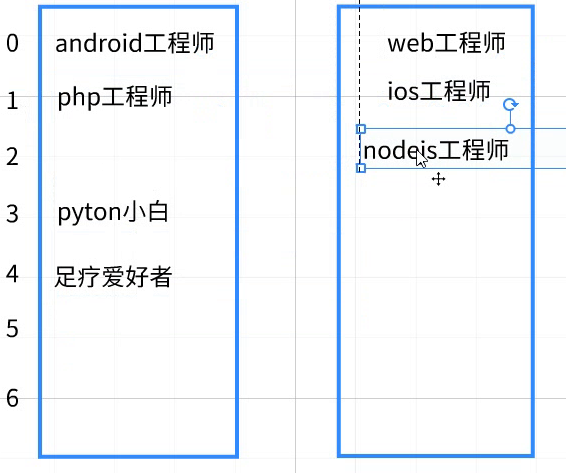 0 android工程师
1 php工程师
2
3 pyton小白
4 足疗爱好者
5
6
web工程师
ios工程师
nodejs工程师